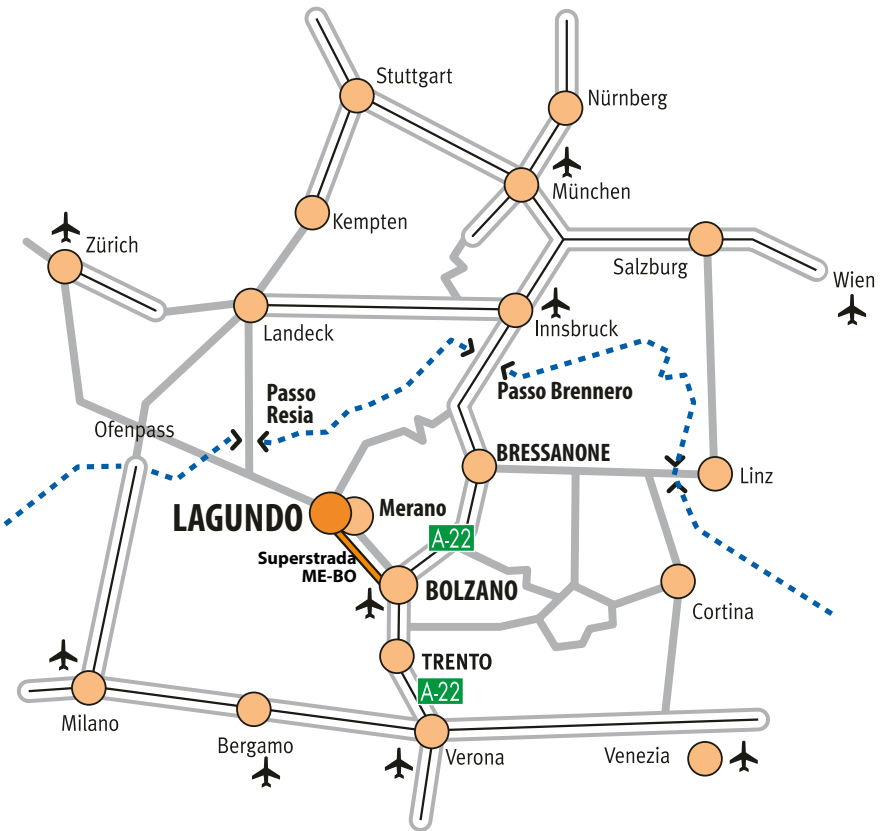 Stuttgart
Nürnberg
München
Kempten
Zürich
Salzburg
Wien
Landeck
Innsbruck
Passo
Resia
Passo Brennero
Ofenpass
BRESSANONE
Linz
LAGUNDO
Merano
A-22
Superstrada
ME-BO
BOLZANO
Cortina
TRENTO
A-22
Milano
Bergamo
Verona
Venezia